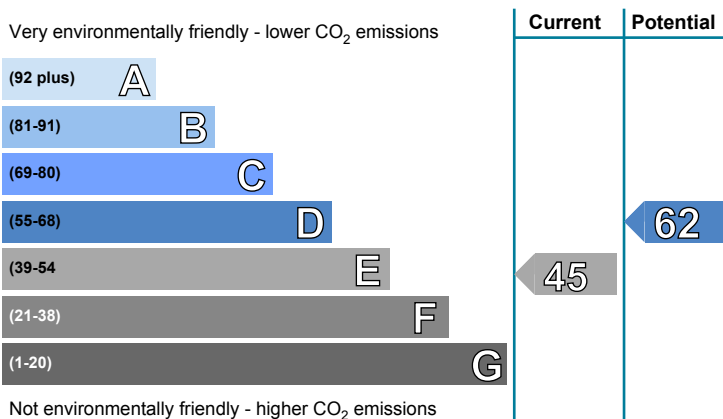 Current Potential
Very environmentally friendly - lower CO2 emissions
(92 plus) A
(81-91) B
(69-80) C
(55-68) D 62
(39-54 E 45
(21-38) F
(1-20) G
Not environmentally friendly - higher CO2 emissions